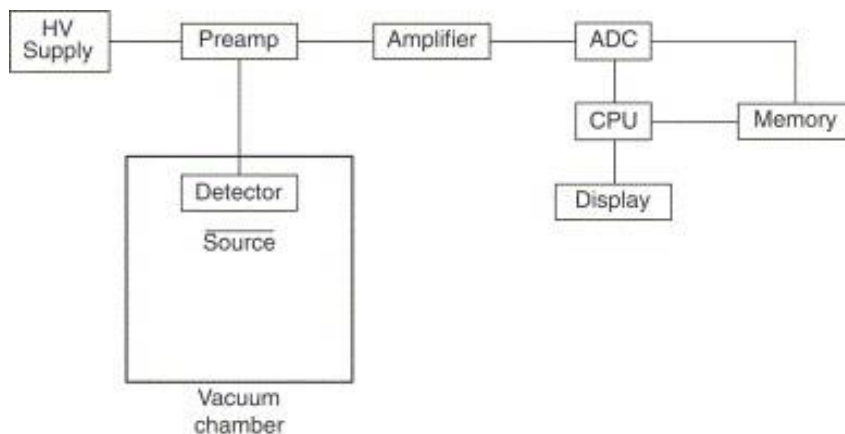 HV
Supply
Preamp
Amplifier
ADC
CPU
Memory
Detector
Display
Source
Vacuum
chamber